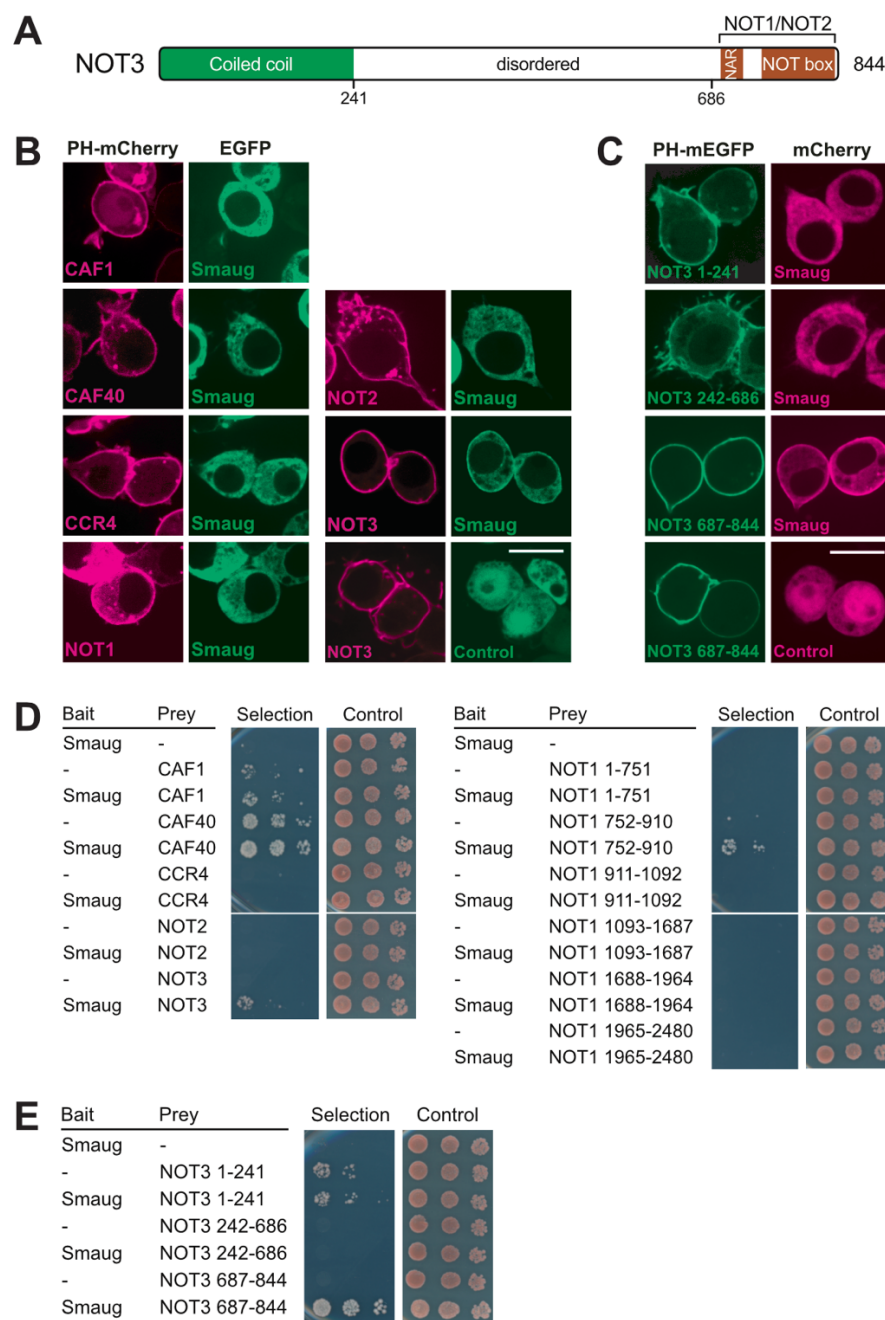 A
NOT1/NOT2
NOT3
Coiled coil
disordered
NAR
NOT box
844
241
686
B
PH-mCherry EGFP
CAF1 Smaug
CAF40 Smaug
CCR4 Smaug
NOT1 Smaug
NOT2 Smaug
NOT3 Smaug
NOT3 Control
C
PH-mEGFP mCherry
NOT3 1-241 Smaug
NOT3 242-686 Smaug
NOT3 687-844 Smaug
NOT3 687-844 Control
D
Bait Prey Selection Control
Smaug -
- CAF1
Smaug CAF1
- CAF40
Smaug CAF40
- CCR4
Smaug CCR4
- NOT2
Smaug NOT2
- NOT3
Smaug NOT3
Bait Prey Selection Control
Smaug -
- NOT1 1-751
Smaug NOT1 1-751
- NOT1 752-910
Smaug NOT1 752-910
- NOT1 911-1092
Smaug NOT1 911-1092
- NOT1 1093-1687
Smaug NOT1 1093-1687
- NOT1 1688-1964
Smaug NOT1 1688-1964
- NOT1 1965-2480
Smaug NOT1 1965-2480
E
Bait Prey Selection Control
Smaug -
- NOT3 1-241
Smaug NOT3 1-241
- NOT3 242-686
Smaug NOT3 242-686
- NOT3 687-844
Smaug NOT3 687-844